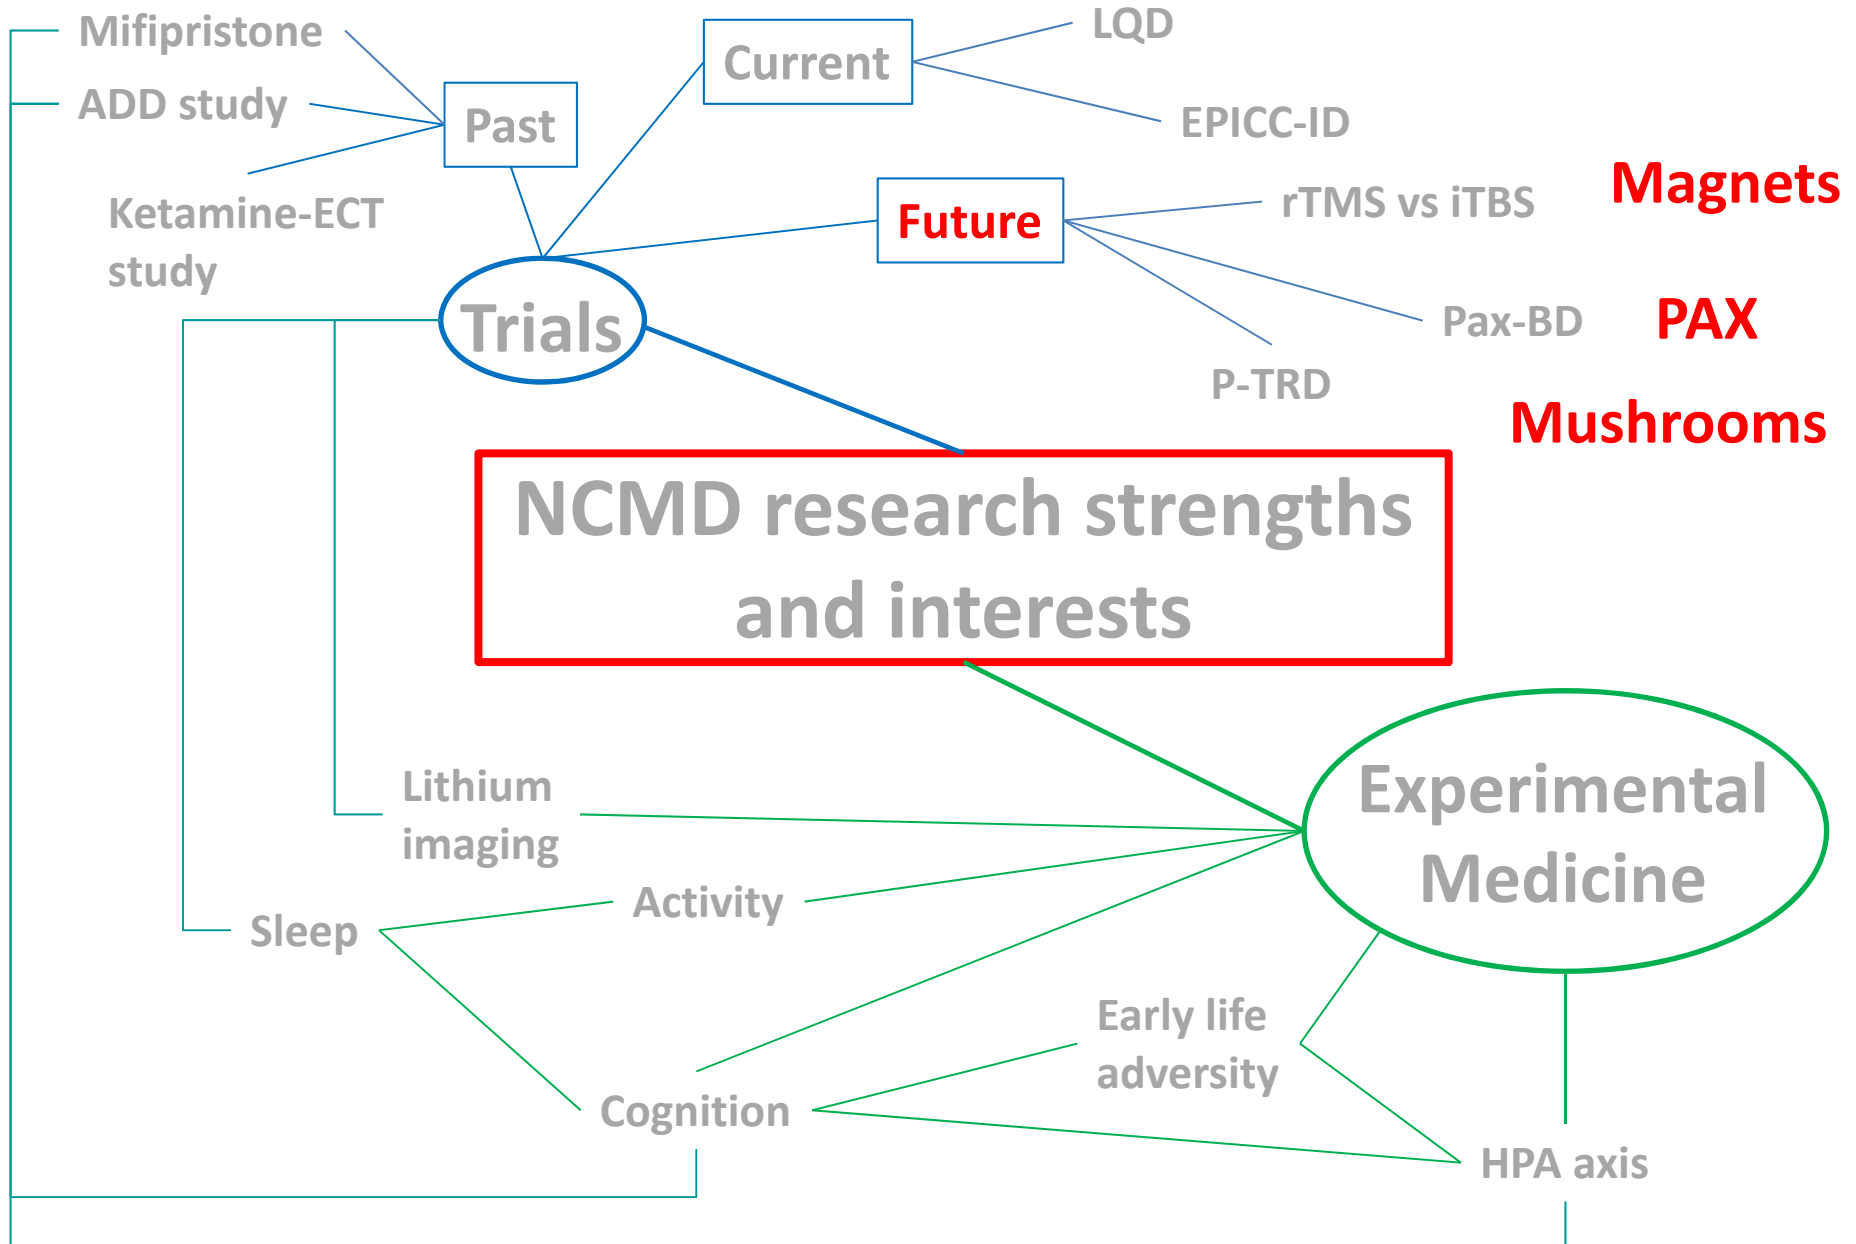 Mifipristone
ADD study
Ketamine-ECT
study
Past
Current
LQD
EPICC-ID
Future
rTMS vs iTBS
Magnets
Pax-BD
PAX
P-TRD
Mushrooms
Trials
NCMD research strengths
and interests
Experimental
Medicine
Lithium
imaging
Activity
Sleep
Early life
adversity
Cognition
HPA axis